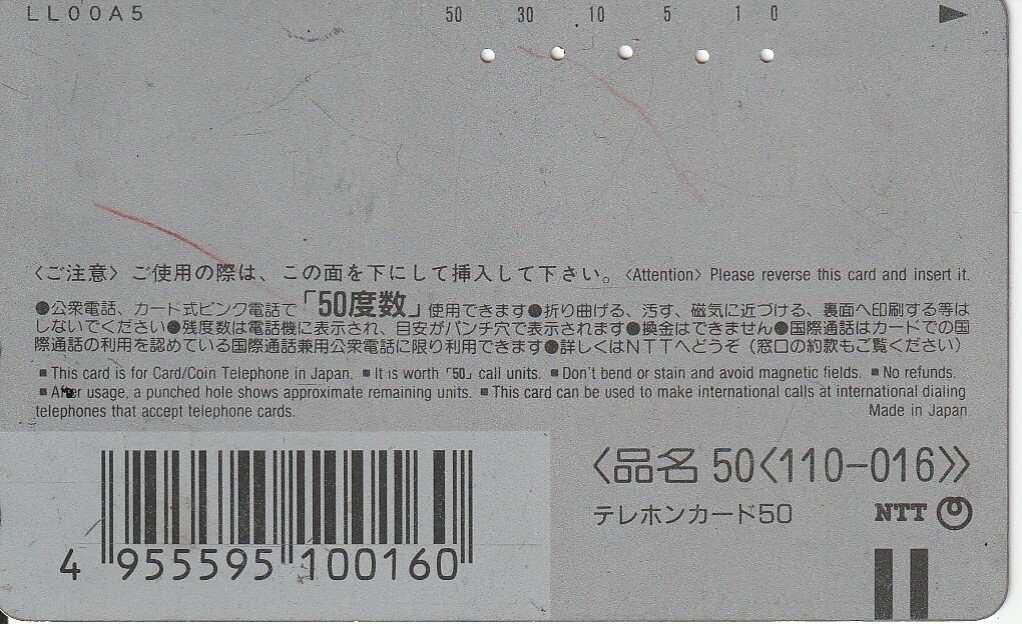 LL00A5 50 30 10 5 1 0
〈ご注意〉ご使用の際は、この面を下にして挿入して下さい。〈Attention〉 Please reverse this card and insert it.
●公衆電話、カード式ピンク電話で「50度数」使用できます●折り曲げる、汚す、磁気に近づける、裏面へ印刷する等は
しないでください●残度数は電話機に表示され、目安がパンチ穴で表示されます●換金はできません●国際通話はカードでの国
際通話の利用を認めている国際通話兼用公衆電話に限り利用できます●詳しくはNTTへどうぞ（窓口の約款もご覧ください）
■ This card is for Card/Coin Telephone in Japan. ■ It is worth「50」call units. ■ Don't bend or stain and avoid magnetic fields. ■ No refunds.
■ After usage, a punched hole shows approximate remaining units. ■ This card can be used to make international calls at international dialing
telephones that accept telephone cards. Made in Japan
〈品名 50〈110-016〉〉
テレホンカード50 NTT
4 955595 100160